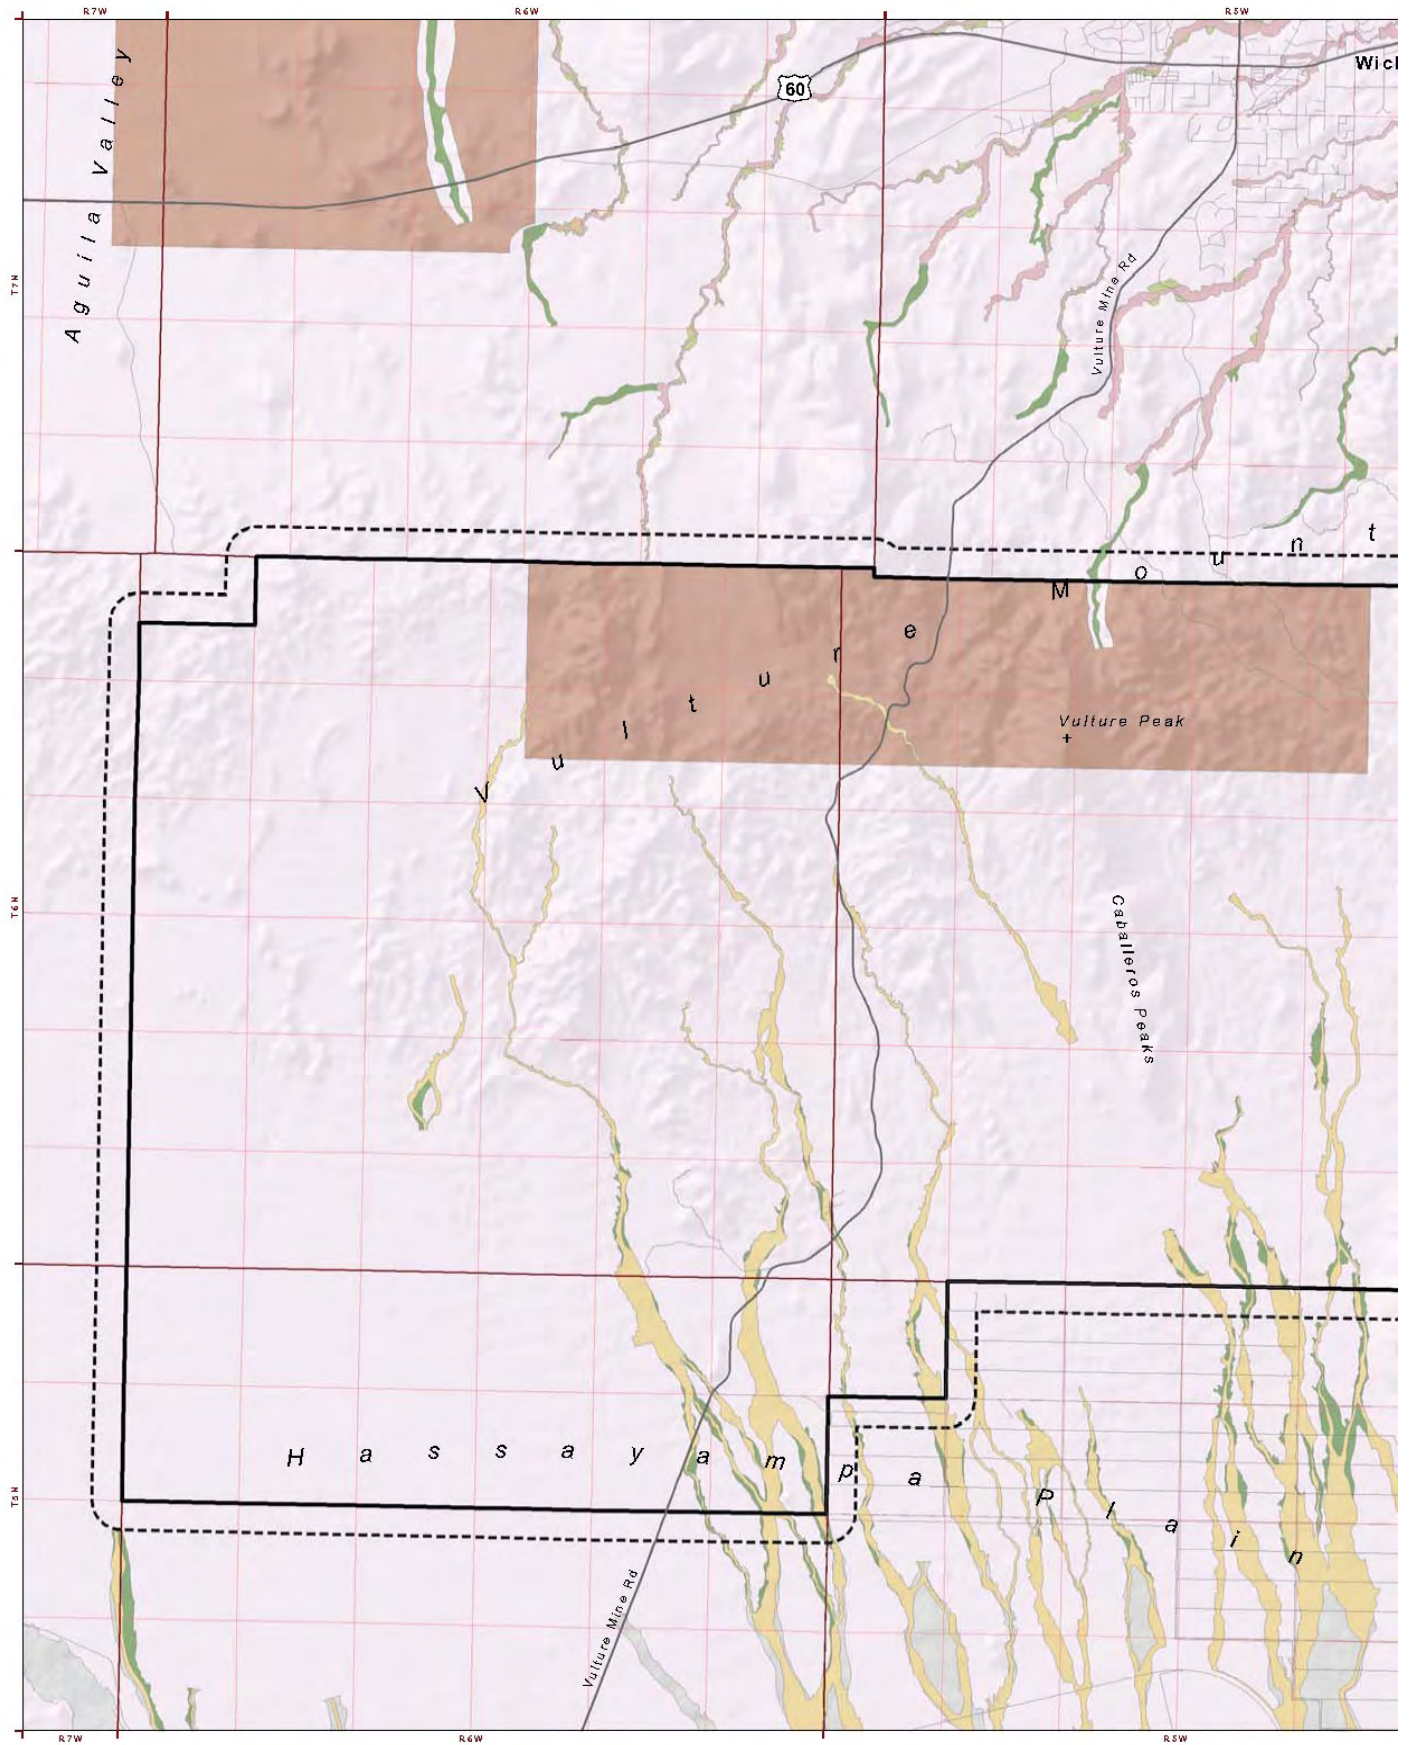 R7W
R6W
R5W
Wick
60
Aguila Valley
T7N
Vulture Mine Rd
Vulture Mount
Vulture Peak
+
T6N
Caballeros Peaks
Hassayampa Plain
T5N
Vulture Mine Rd
R7W
R6W
R5W